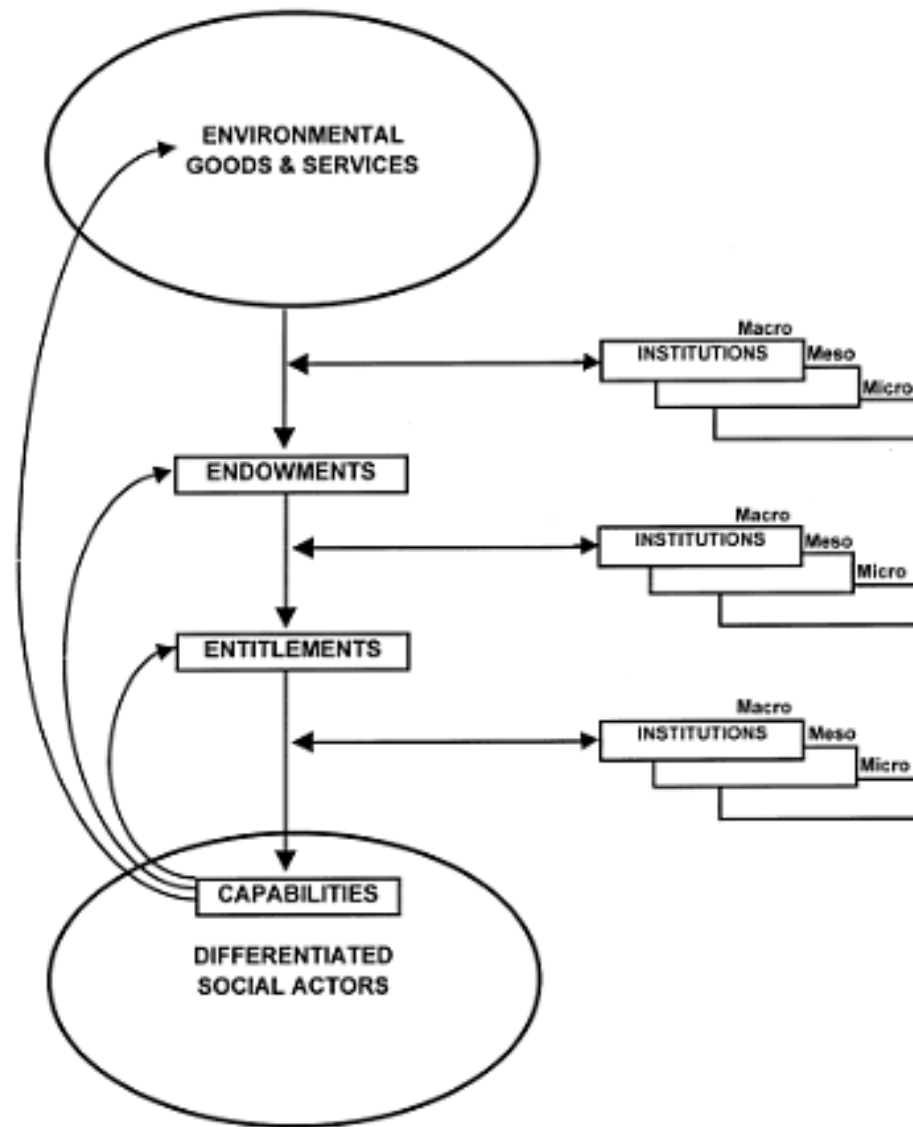 ENVIRONMENTAL
GOODS & SERVICES
Macro
INSTITUTIONS
Meso
Micro
ENDOWMENTS
Macro
INSTITUTIONS
Meso
Micro
ENTITLEMENTS
Macro
INSTITUTIONS
Meso
Micro
CAPABILITIES
DIFFERENTIATED
SOCIAL ACTORS